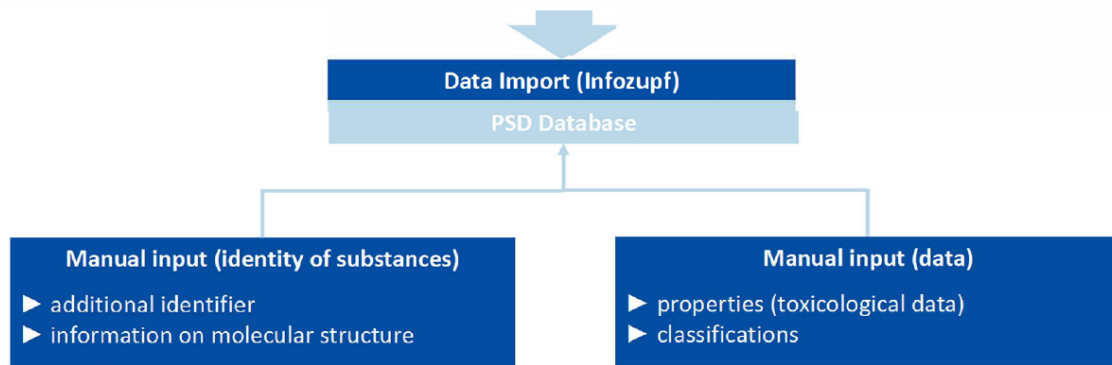 Data Import (Infozupf)
PSD Database
Manual input (identity of substances)
► additional identifier
► information on molecular structure
Manual input (data)
► properties (toxicological data)
► classifications